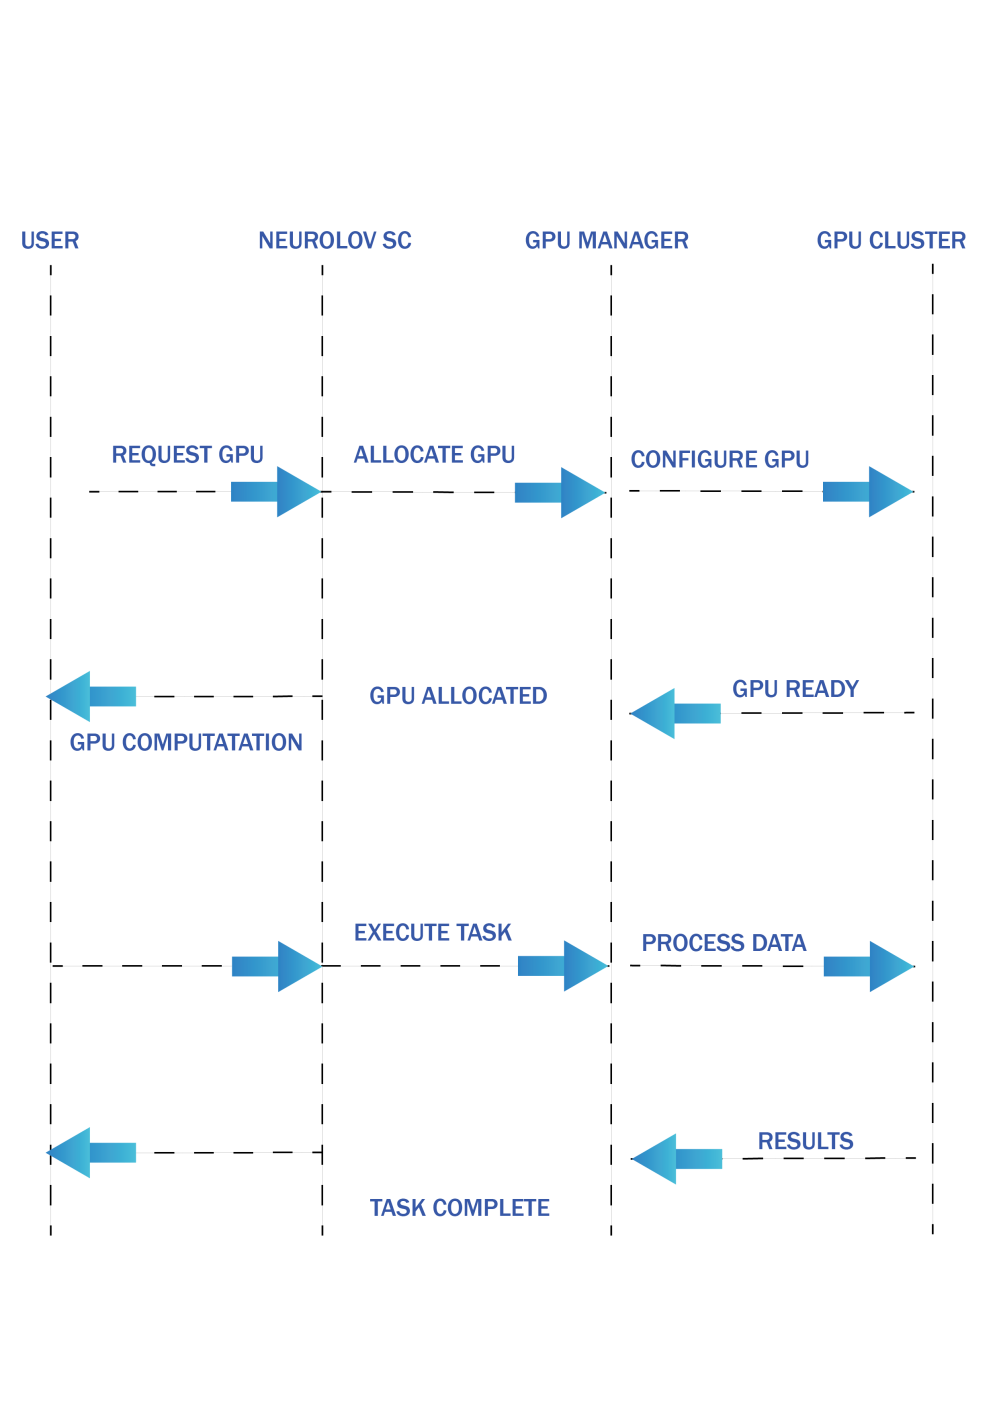 USER
NEUROLOV SC
GPU MANAGER
GPU CLUSTER
REQUEST GPU
ALLOCATE GPU
CONFIGURE GPU
GPU ALLOCATED
GPU READY
GPU COMPUTATATION
EXECUTE TASK
PROCESS DATA
RESULTS
TASK COMPLETE